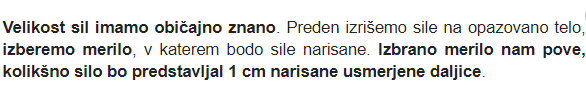 Velikost sil imamo običajno znano. Preden izrišemo sile na opazovano telo,
izberemo merilo, v katerem bodo sile narisane. Izbrano merilo nam pove,
kolikšno silo bo predstavljal 1 cm narisane usmerjene daljice.